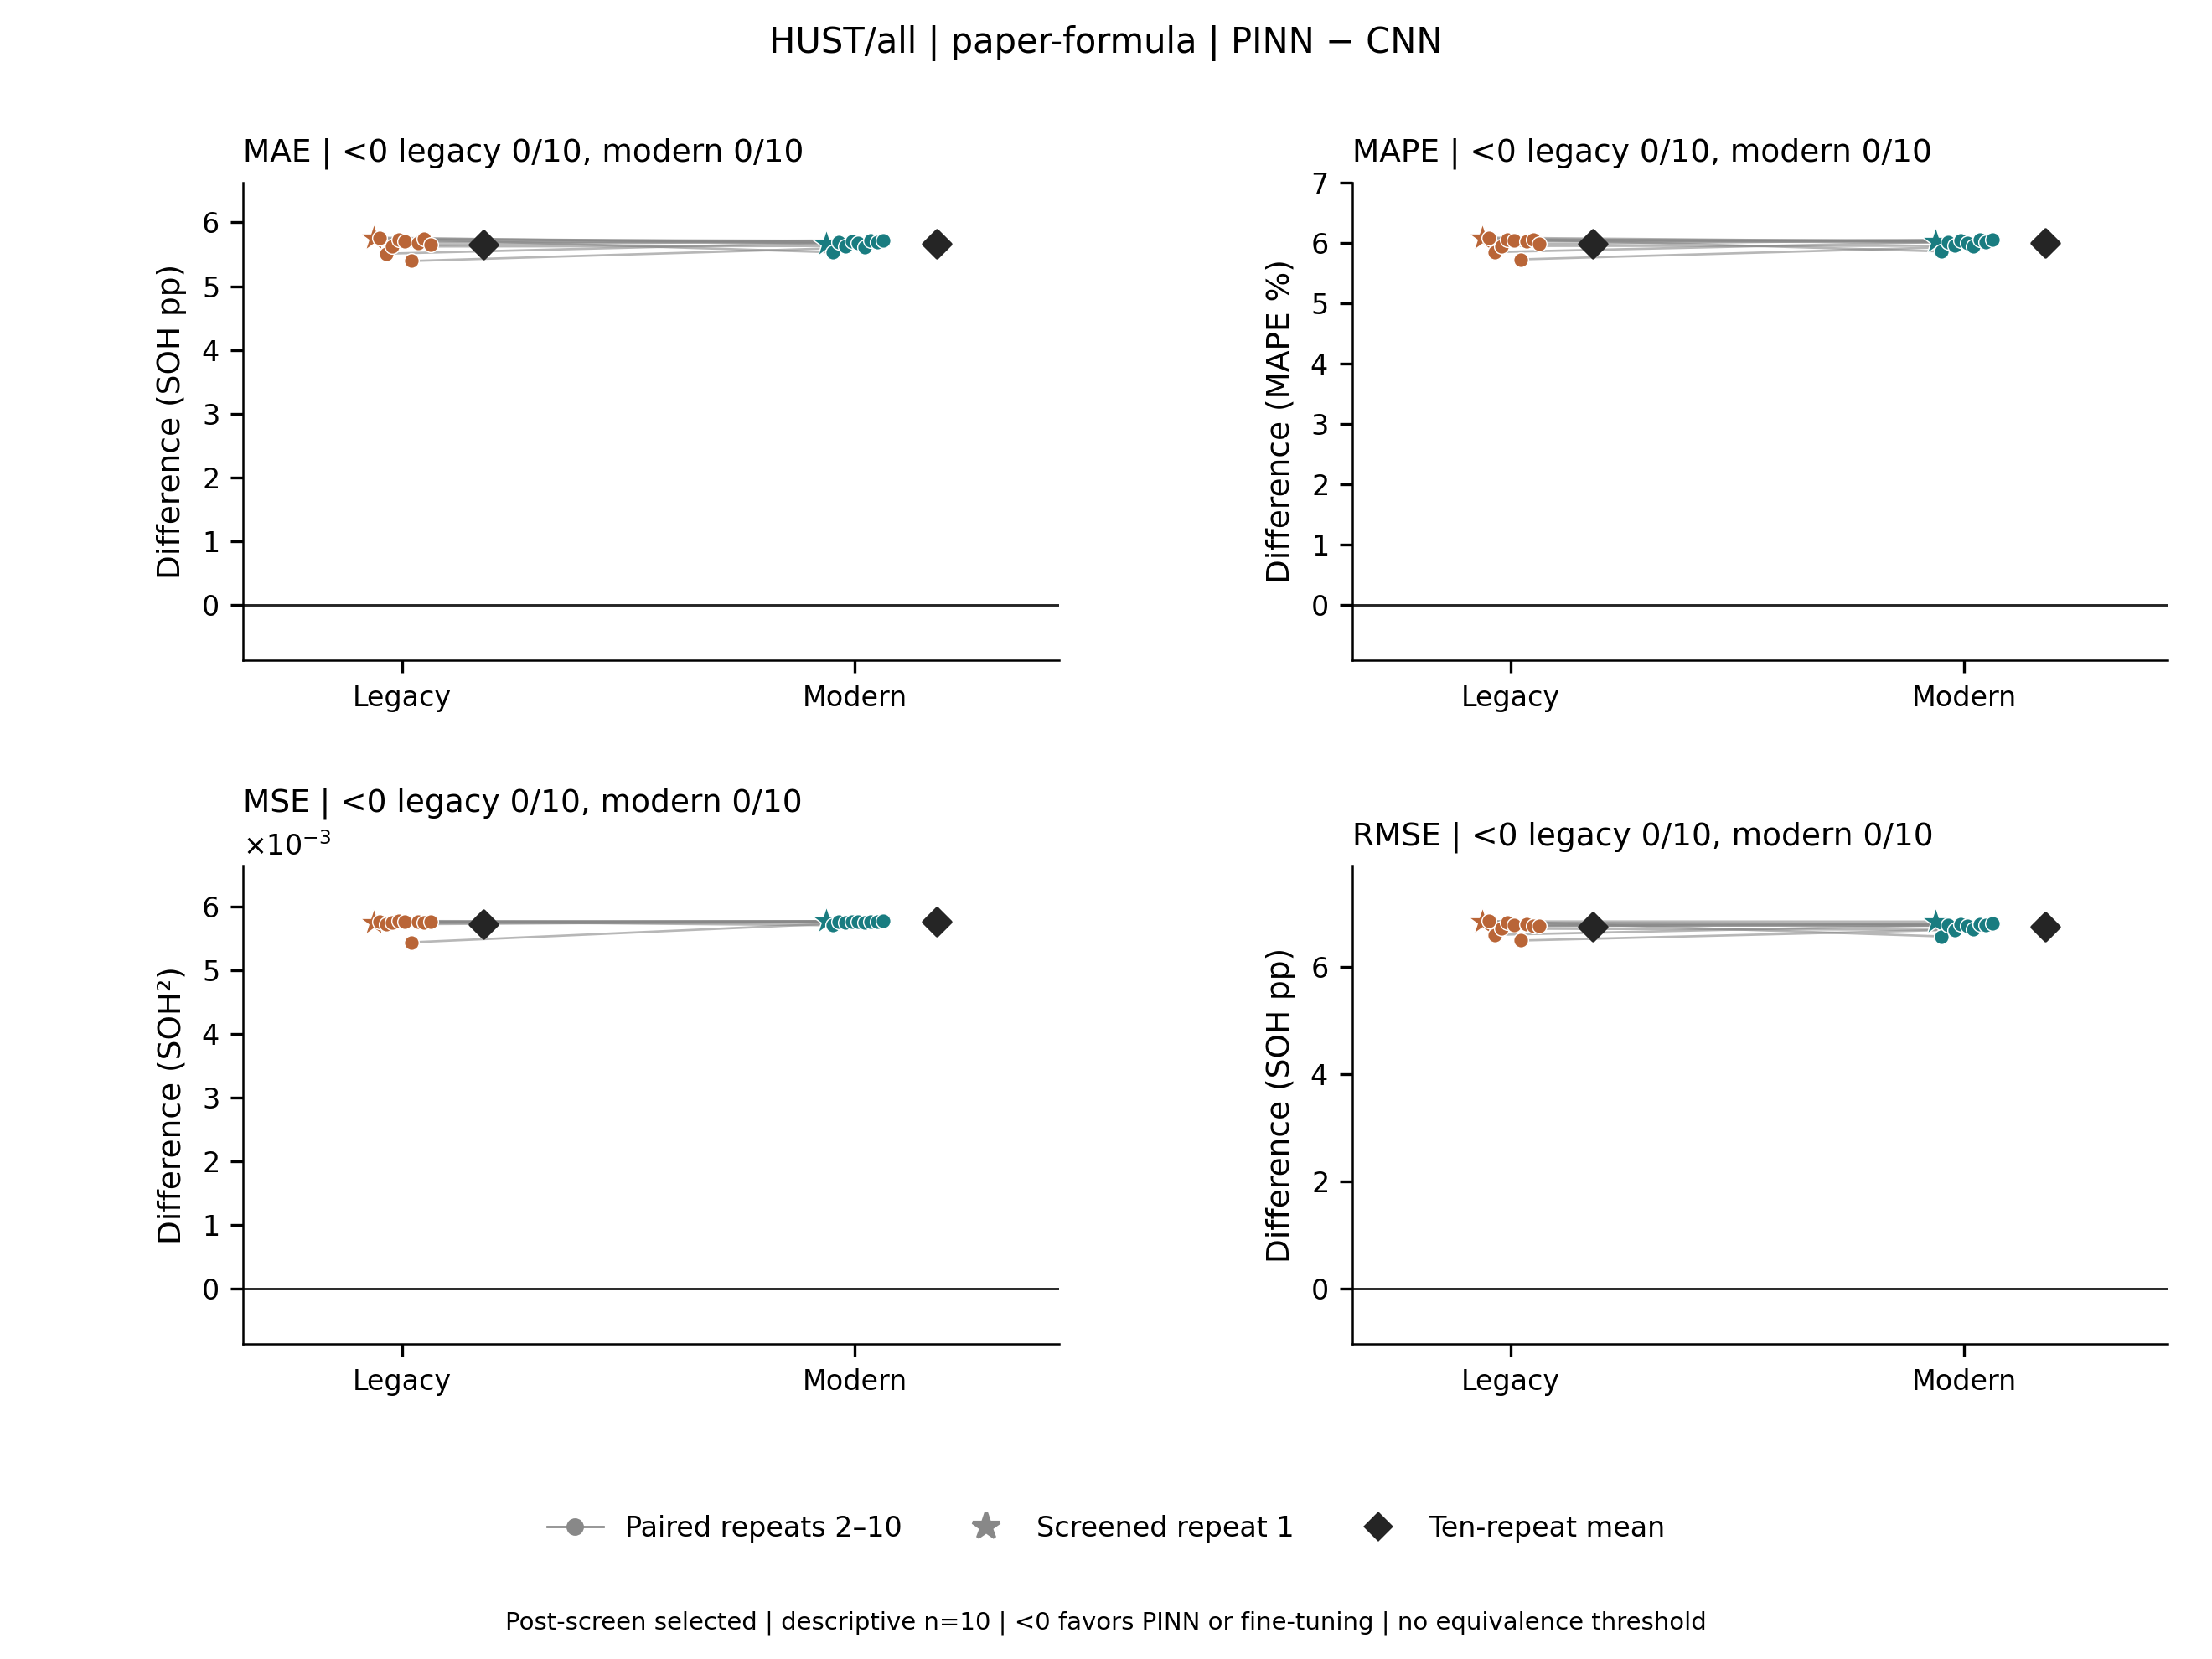 HUST/all | paper-formula | PINN − CNN
MAE | <0 legacy 0/10, modern 0/10
6
5
4
3
2
1
0
Difference (SOH pp)
Legacy
Modern
MAPE | <0 legacy 0/10, modern 0/10
7
6
5
4
3
2
1
0
Difference (MAPE %)
Legacy
Modern
MSE | <0 legacy 0/10, modern 0/10
×10⁻³
6
5
4
3
2
1
0
Difference (SOH²)
Legacy
Modern
RMSE | <0 legacy 0/10, modern 0/10
6
4
2
0
Difference (SOH pp)
Legacy
Modern
Paired repeats 2–10
Screened repeat 1
Ten-repeat mean
Post-screen selected | descriptive n=10 | <0 favors PINN or fine-tuning | no equivalence threshold